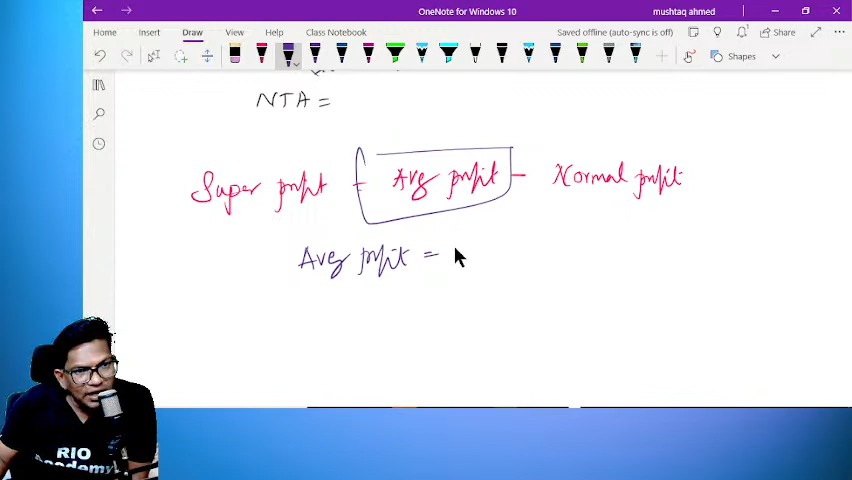 OneNote for Windows 10
mushtaq ahmed
Home Insert Draw View Help Class Notebook
Saved offline (auto-sync is off) Share
Shapes
NTA =
Super profit = Avg profit - Normal profit
Avg profit =
RIO
Academy